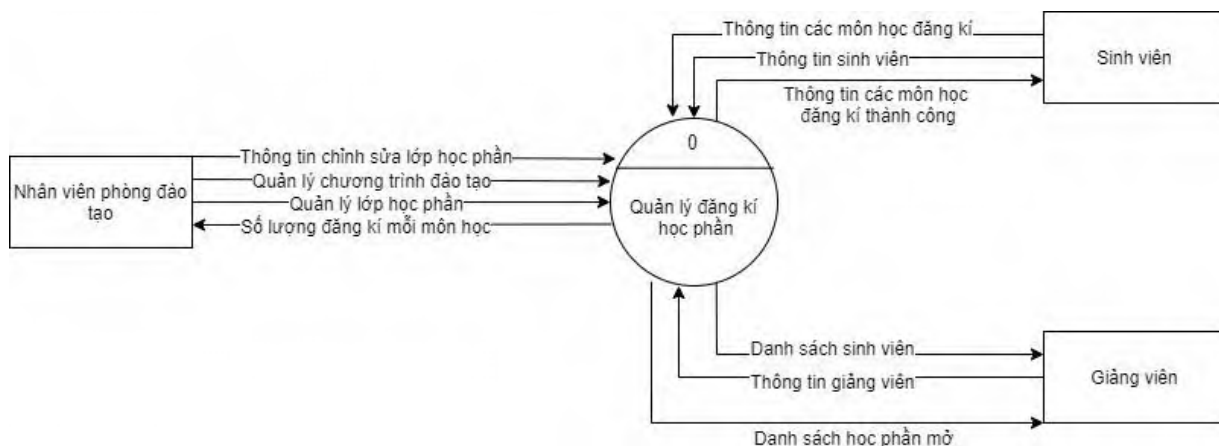 Thông tin các môn học đăng kí
Thông tin sinh viên
Sinh viên
Thông tin các môn học
đăng kí thành công
0
Thông tin chỉnh sửa lớp học phần
Quản lý chương trình đảo tạo
Quản lý lớp học phần
Số lượng đăng kí mỗi môn học
Nhân viên phòng đảo
tạo
Quản lý đăng kí
học phần
Danh sách sinh viên
Thông tin giảng viên
Giảng viên
Danh sách học phần mở